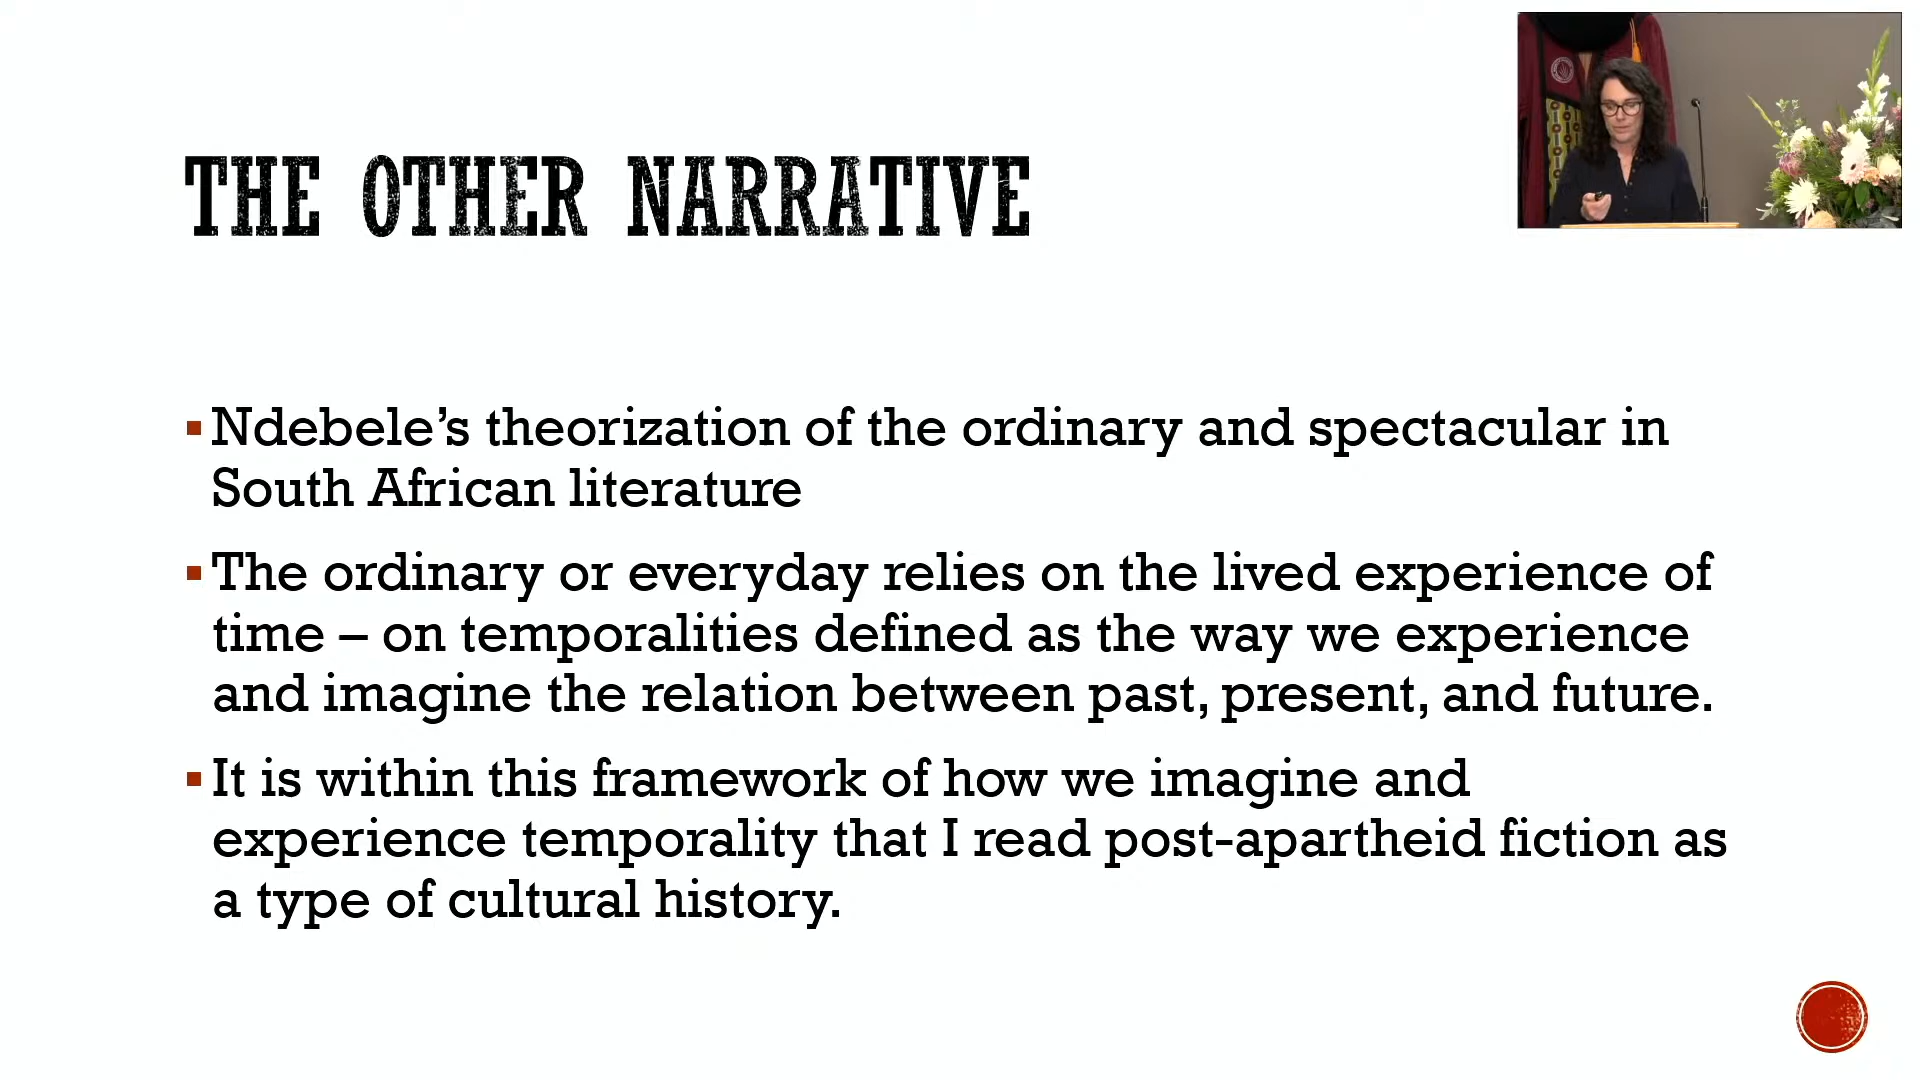 THE OTHER NARRATIVE
▪ Ndebele’s theorization of the ordinary and spectacular in
South African literature
▪ The ordinary or everyday relies on the lived experience of
time – on temporalities defined as the way we experience
and imagine the relation between past, present, and future.
▪ It is within this framework of how we imagine and
experience temporality that I read post-apartheid fiction as
a type of cultural history.